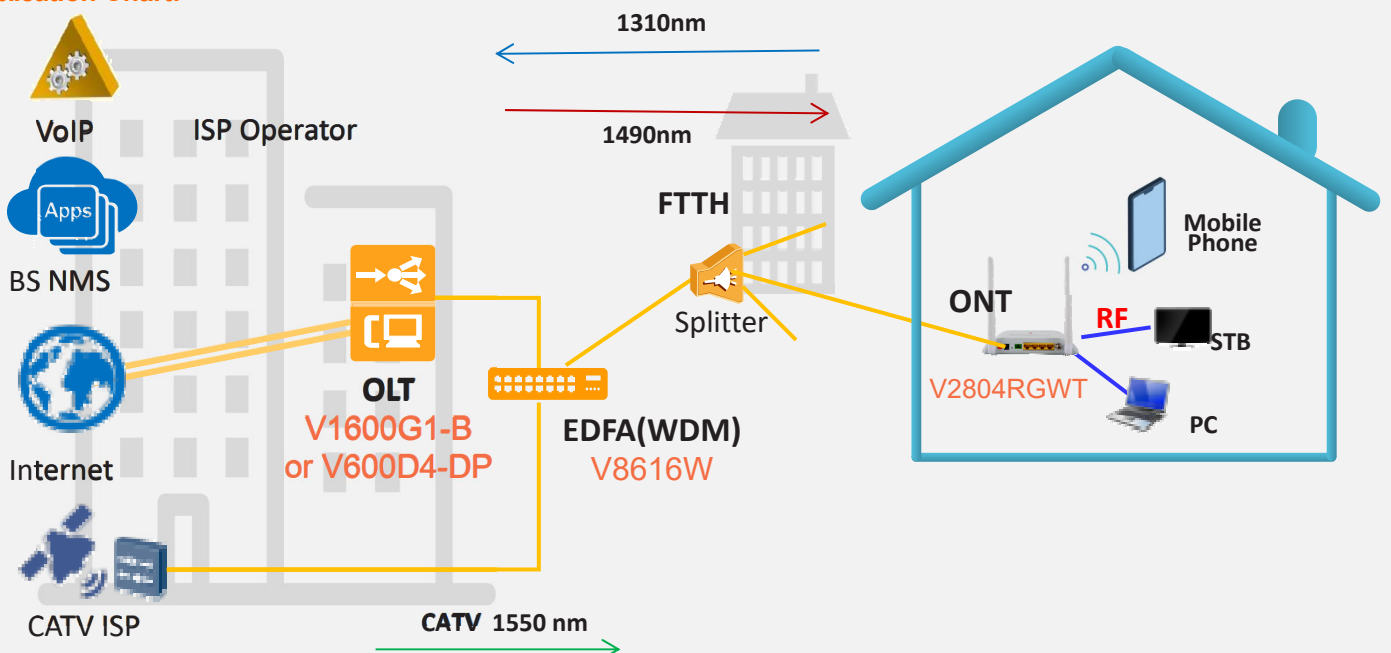 1310nm
VoIP
ISP Operator
1490nm
FTTH
Apps
Mobile
Phone
BS NMS
ONT
RF
Splitter
STB
OLT
V2804RGWT
V1600G1-B
EDFA(WDM)
PC
or V600D4-DP
V8616W
Internet
CATV ISP
CATV 1550 nm